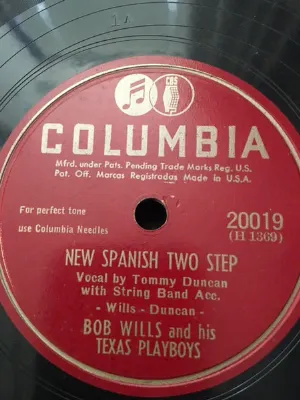 17
CBS
COLUMBIA
Mfrd. under Pats. Pending Trade Marks Reg. U.S.
Pat. Off. Marcas Registradas Made in U.S.A.
For perfect tone
use Columbia Needles
20019
(H 1369)
NEW SPANISH TWO STEP
Vocal by Tommy Duncan
with String Band Acc.
- Wills - Duncan -
BOB WILLS and his
TEXAS PLAYBOYS